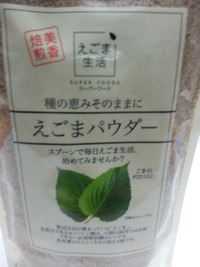 美香
焙煎
えごま
生活
SUPER FOODS
スーパーフード
種の恵みそのままに
えごまパウダー
スプーンで毎日えごま生活、
始めてみませんか?
ごまの
代わりに!